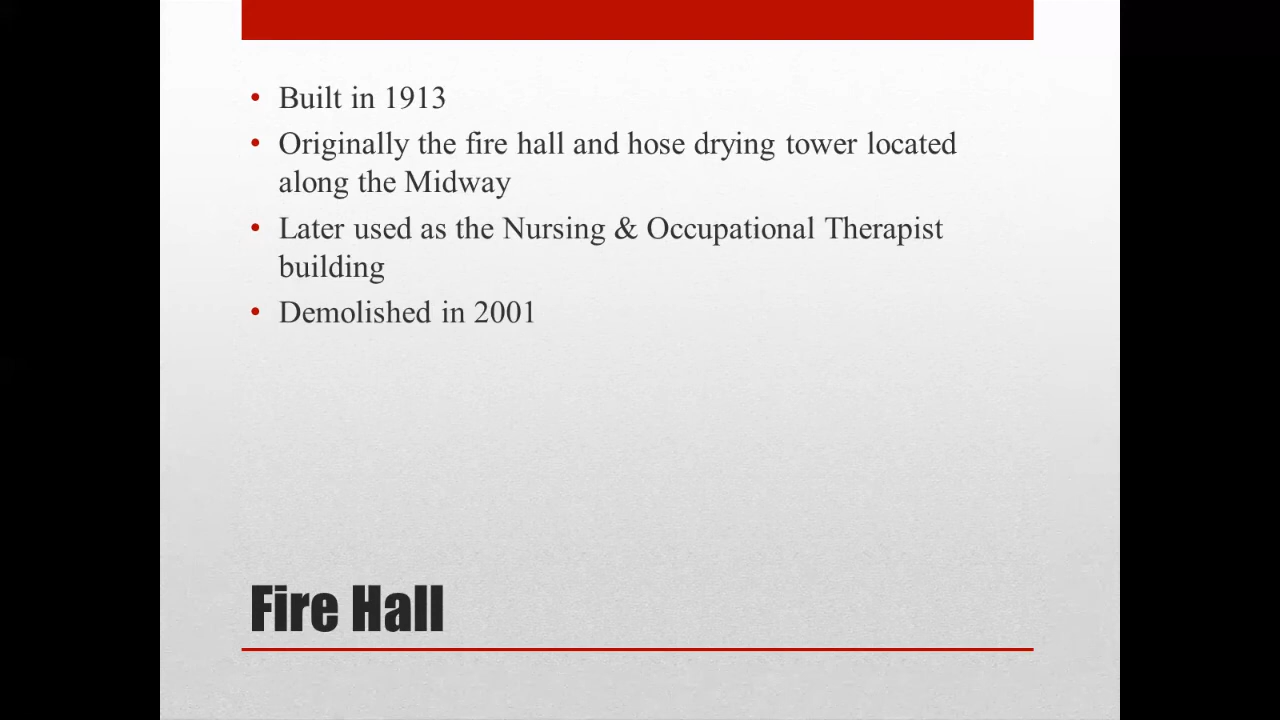 • Built in 1913
• Originally the fire hall and hose drying tower located
along the Midway
• Later used as the Nursing & Occupational Therapist
building
• Demolished in 2001
Fire Hall